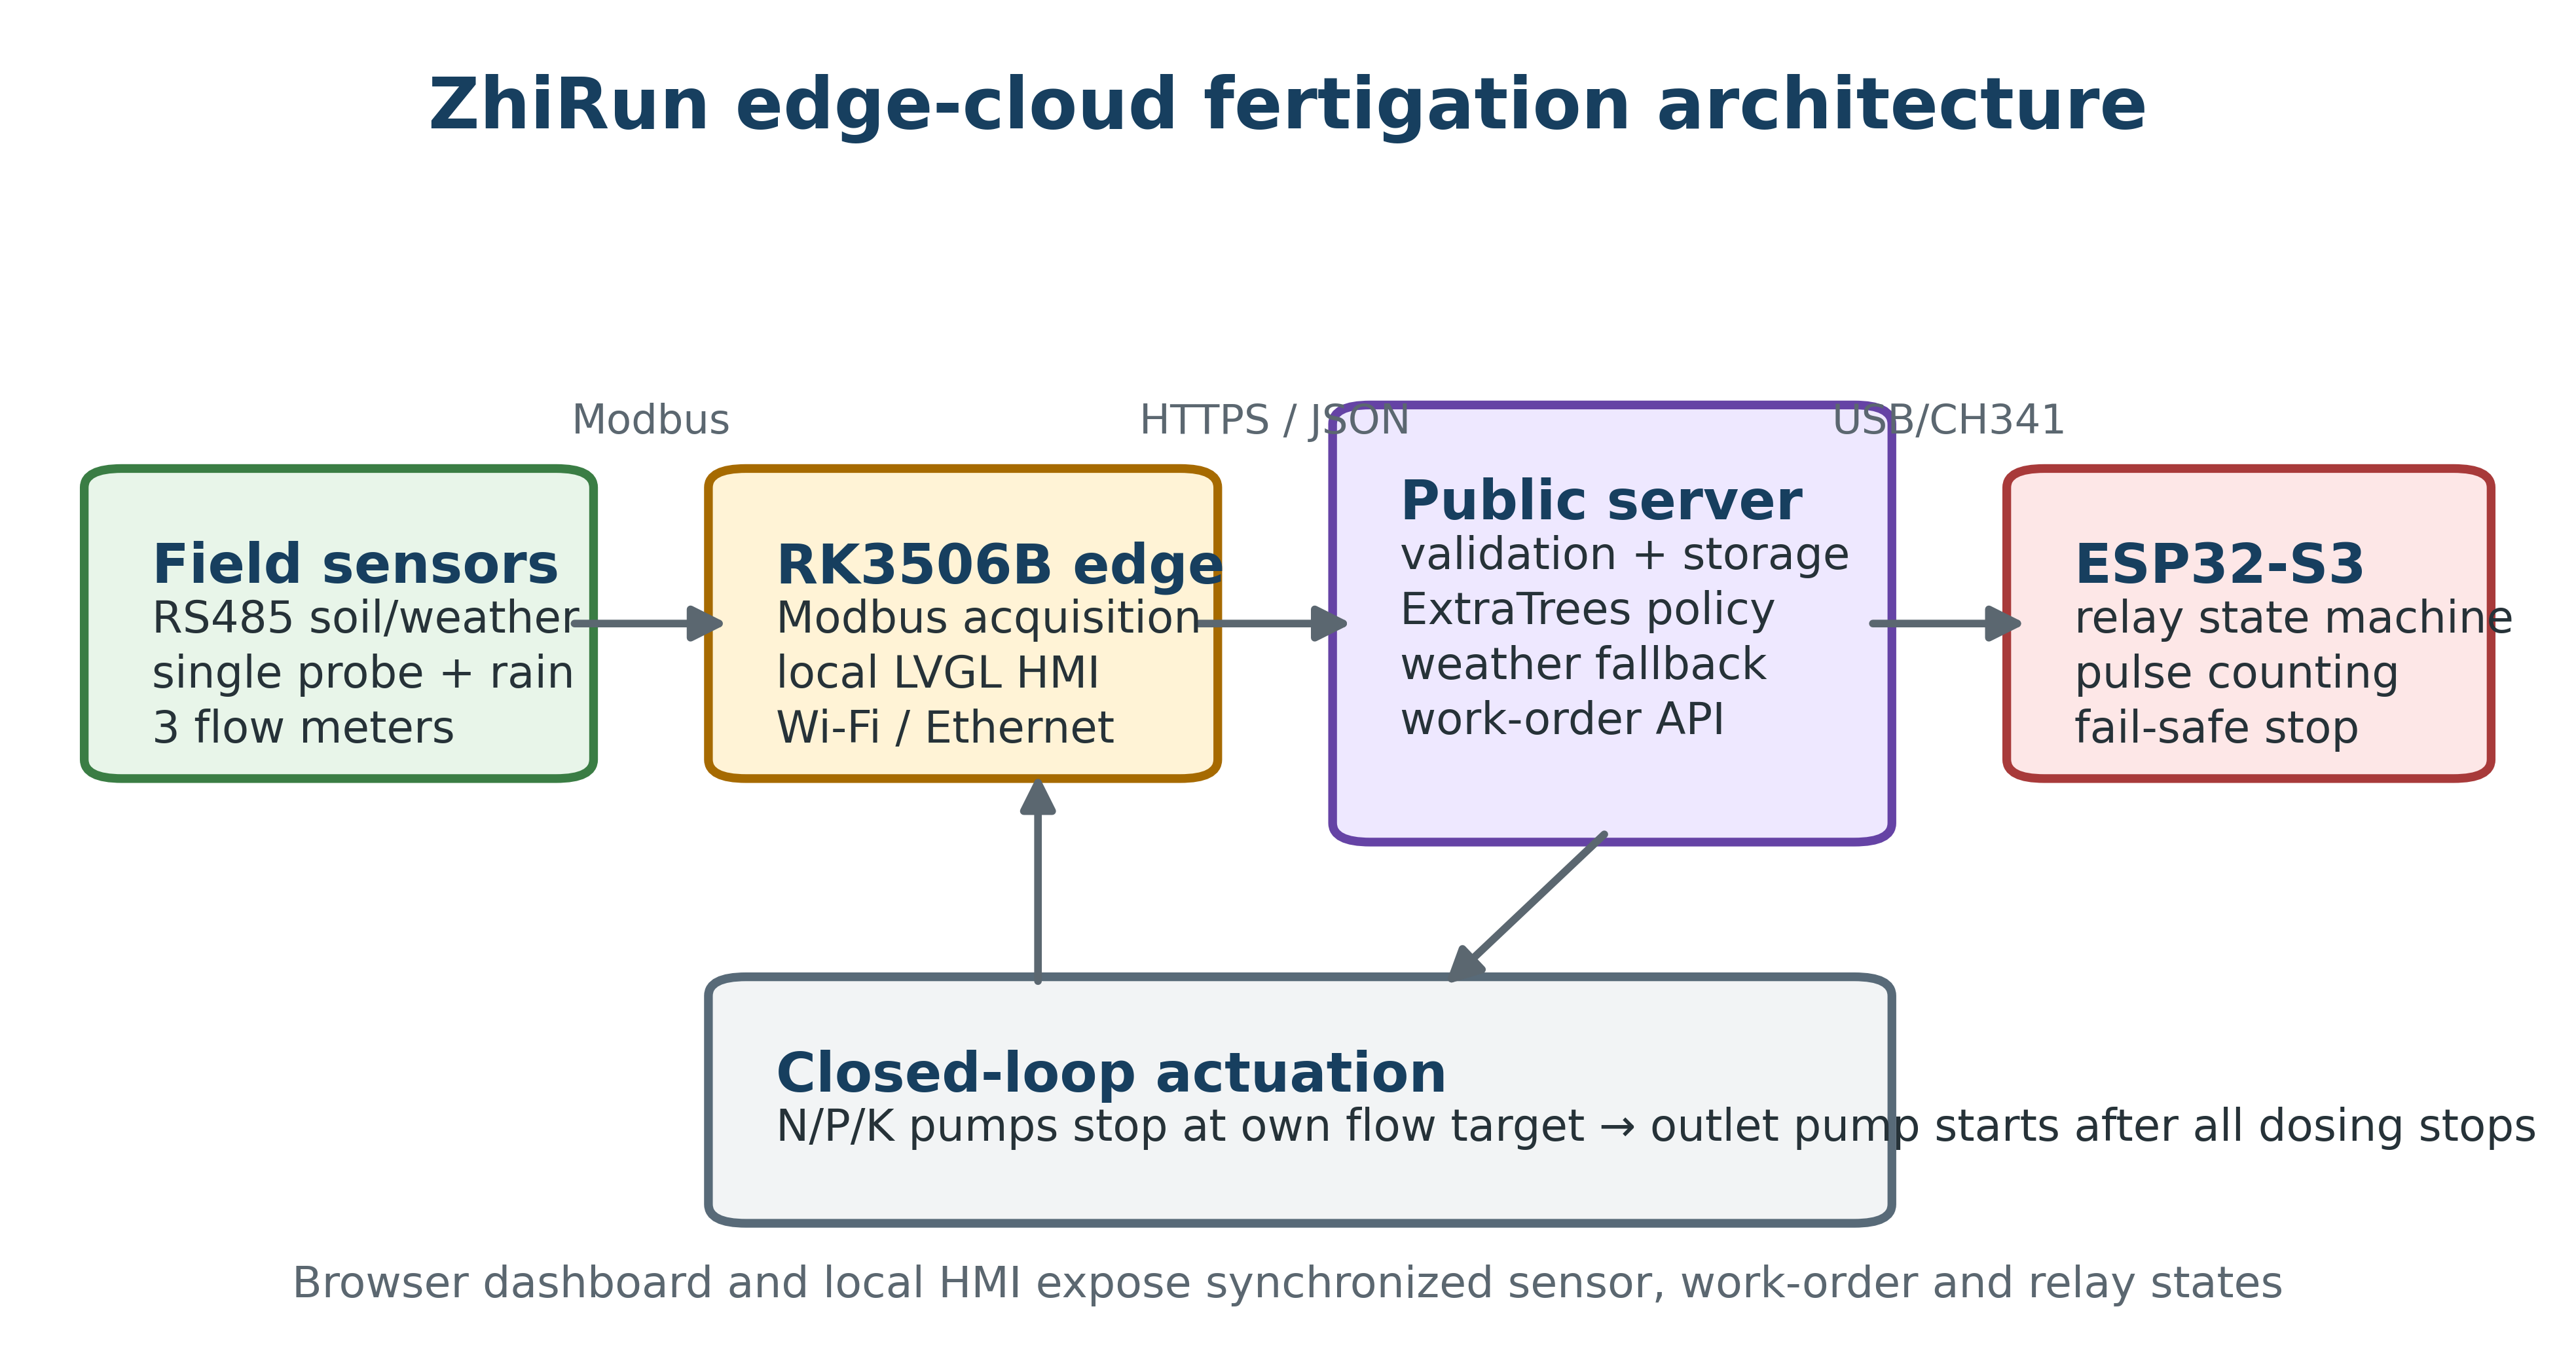 ZhiRun edge-cloud fertigation architecture
Modbus
HTTPS / JSON
USB/CH341
Field sensors
RS485 soil/weather
single probe + rain
3 flow meters
RK3506B edge
Modbus acquisition
local LVGL HMI
Wi-Fi / Ethernet
Public server
validation + storage
ExtraTrees policy
weather fallback
work-order API
ESP32-S3
relay state machine
pulse counting
fail-safe stop
Closed-loop actuation
N/P/K pumps stop at own flow target → outlet pump starts after all dosing stops
Browser dashboard and local HMI expose synchronized sensor, work-order and relay states